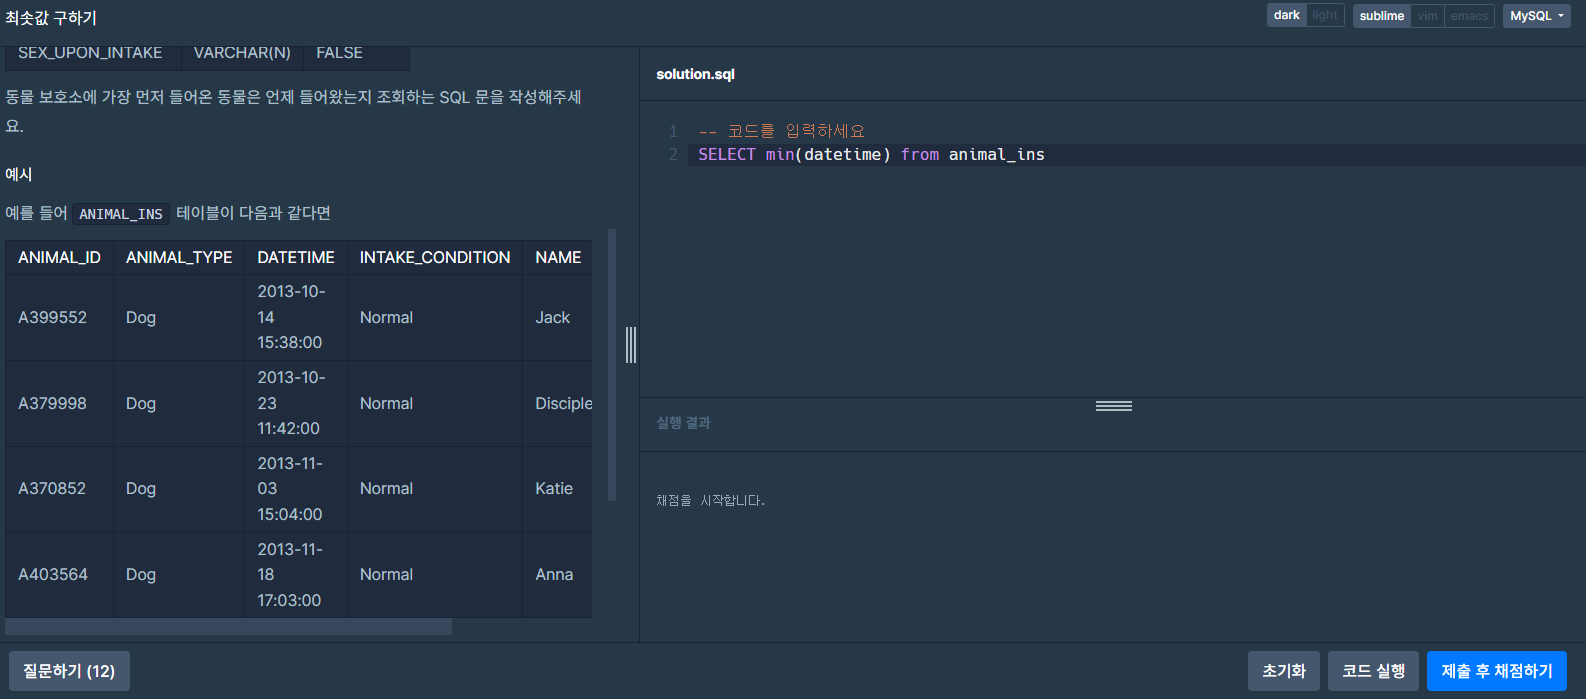 최솟값 구하기
dark light sublime vim emacs MySQL
SEX_UPON_INTAKE VARCHAR(N) FALSE
동물 보호소에 가장 먼저 들어온 동물은 언제 들어왔는지 조회하는 SQL 문을 작성해주세
요.
예시
예를 들어 ANIMAL_INS 테이블이 다음과 같다면
ANIMAL_ID ANIMAL_TYPE DATETIME INTAKE_CONDITION NAME
A399552 Dog 2013-10-
14
15:38:00 Normal Jack
A379998 Dog 2013-10-
23
11:42:00 Normal Disciple
A370852 Dog 2013-11-
03
15:04:00 Normal Katie
A403564 Dog 2013-11-
18
17:03:00 Normal Anna
solution.sql
1 -- 코드를 입력하세요
2 SELECT min(datetime) from animal_ins
실행 결과
채점을 시작합니다.
질문하기 (12)
초기화 코드 실행 제출 후 채점하기